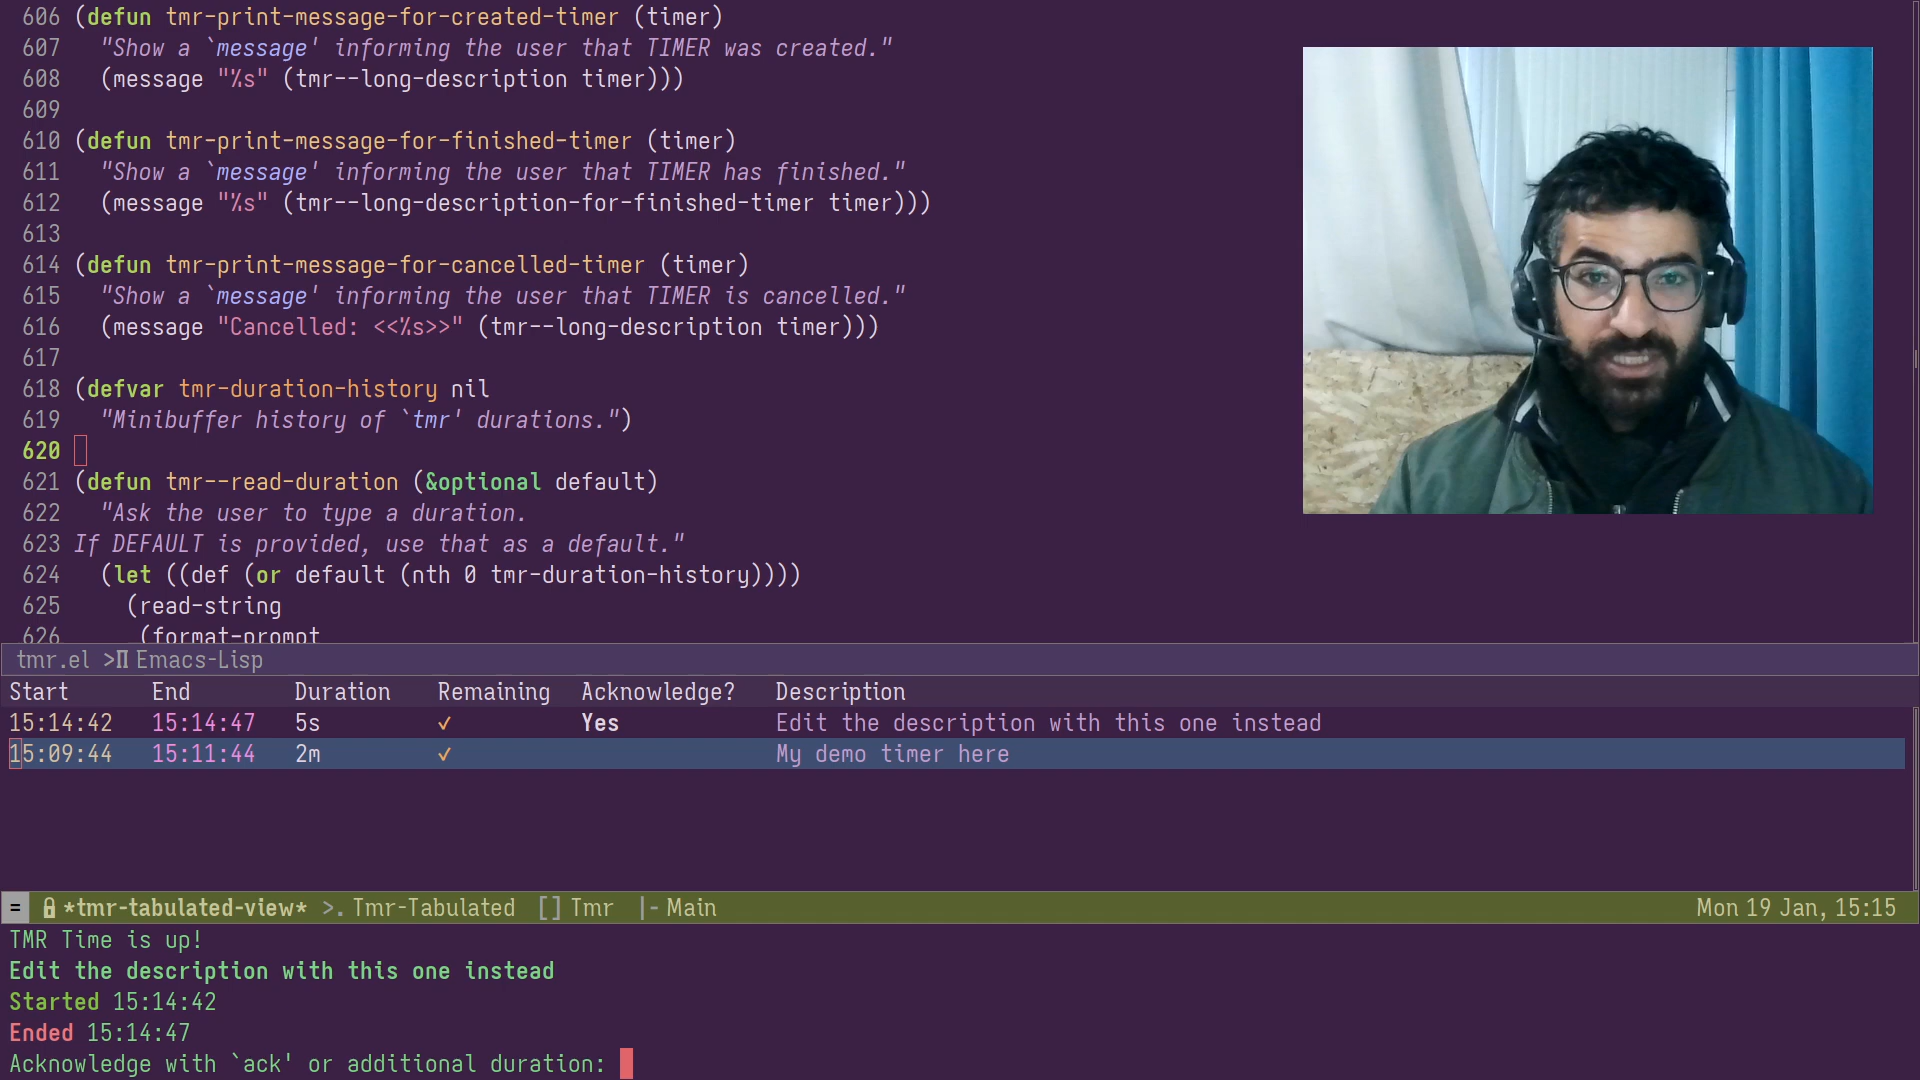 606 (defun tmr-print-message-for-created-timer (timer)
607   "Show a `message' informing the user that TIMER was created."
608   (message "%s" (tmr--long-description timer)))
609
610 (defun tmr-print-message-for-finished-timer (timer)
611   "Show a `message' informing the user that TIMER has finished."
612   (message "%s" (tmr--long-description-for-finished-timer timer)))
613
614 (defun tmr-print-message-for-cancelled-timer (timer)
615   "Show a `message' informing the user that TIMER is cancelled."
616   (message "Cancelled: <<%s>>" (tmr--long-description timer)))
617
618 (defvar tmr-duration-history nil
619   "Minibuffer history of `tmr' durations.")
620
621 (defun tmr--read-duration (&optional default)
622   "Ask the user to type a duration.
623 If DEFAULT is provided, use that as a default."
624   (let ((def (or default (nth 0 tmr-duration-history))))
625     (read-string
626      (format-prompt
tmr.el >Π Emacs-Lisp
Start End Duration Remaining Acknowledge? Description
15:14:42 15:14:47 5s ✓ Yes Edit the description with this one instead
15:09:44 15:11:44 2m ✓ My demo timer here
= *tmr-tabulated-view* >. Tmr-Tabulated [] Tmr |- Main Mon 19 Jan, 15:15
TMR Time is up!
Edit the description with this one instead
Started 15:14:42
Ended 15:14:47
Acknowledge with `ack' or additional duration: